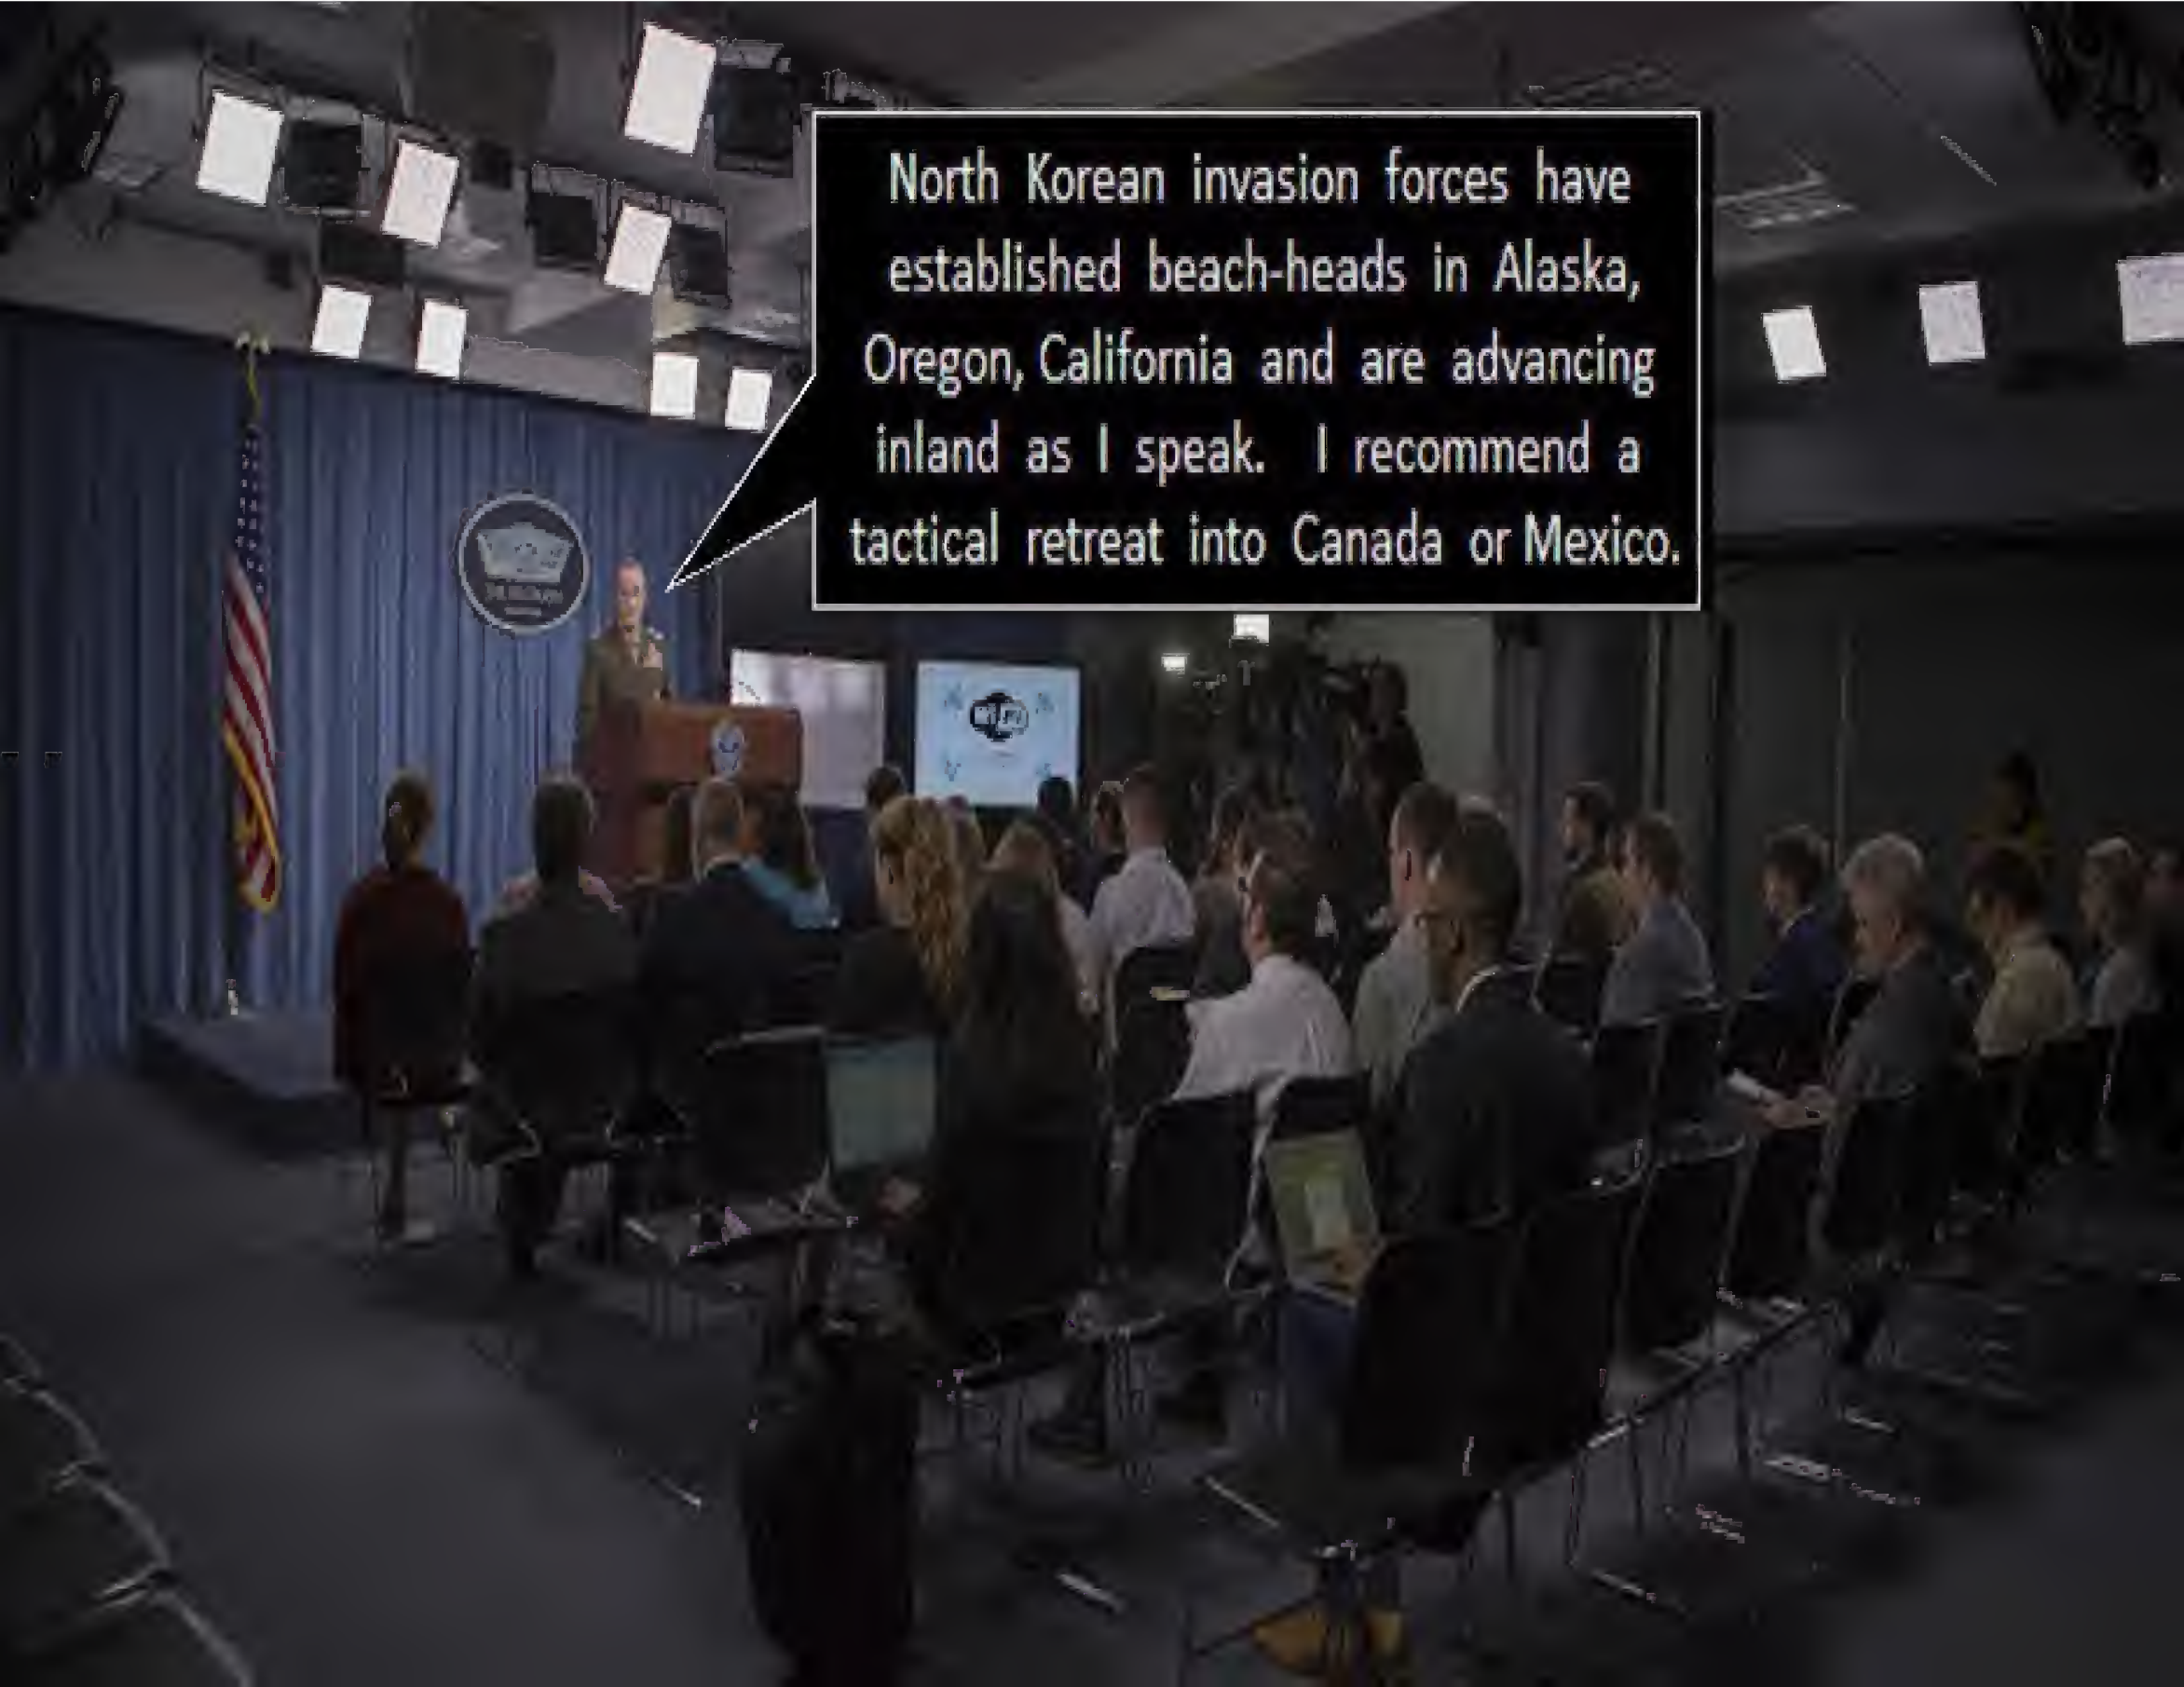 North Korean invasion forces have
established beach-heads in Alaska,
Oregon, California and are advancing
inland as I speak. I recommend a
tactical retreat into Canada or Mexico.